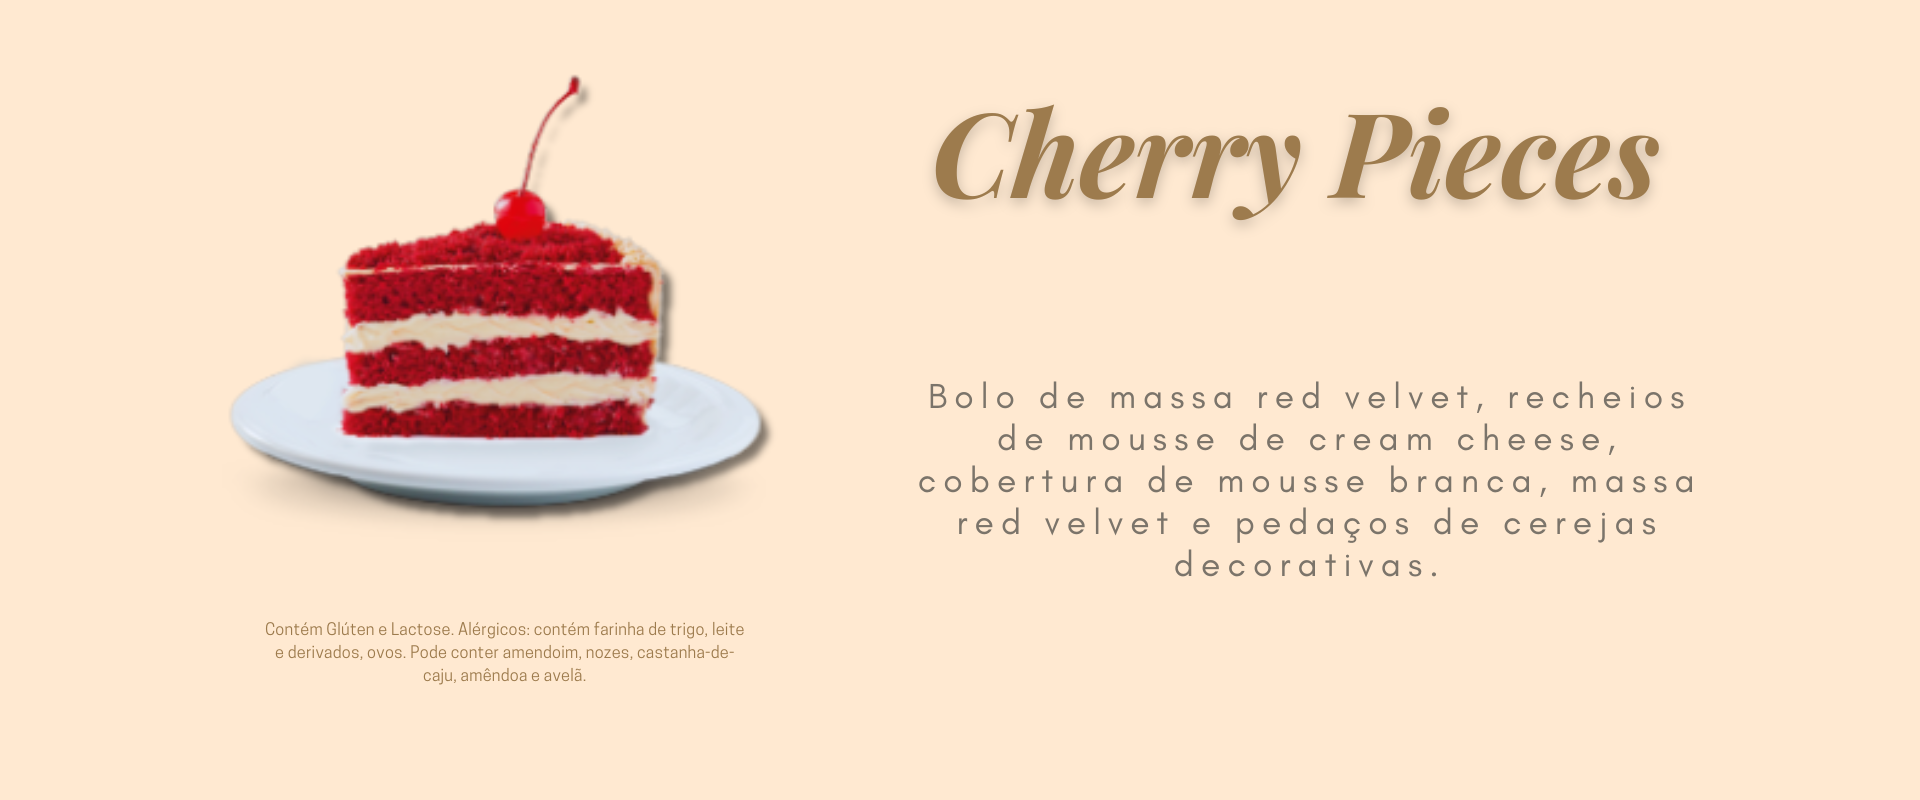 Cherry Pieces
Bolo de massa red velvet, recheios
de mousse de cream cheese,
cobertura de mousse branca, massa
red velvet e pedaços de cerejas
decorativas.
Contém Glúten e Lactose. Alérgicos: contém farinha de trigo, leite
e derivados, ovos. Pode conter amendoim, nozes, castanha-de-
caju, amêndoa e avelã.